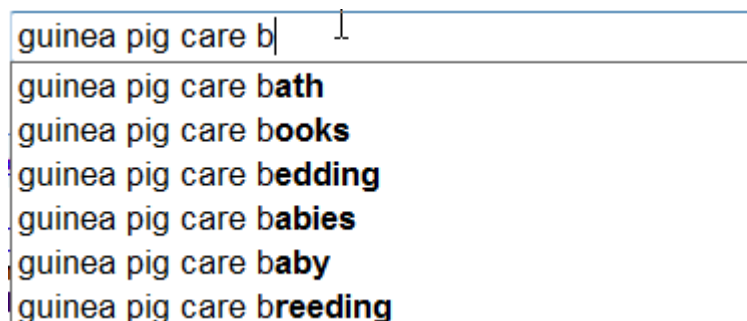 guinea pig care b
guinea pig care bath
guinea pig care books
guinea pig care bedding
guinea pig care babies
guinea pig care baby
guinea pig care breeding